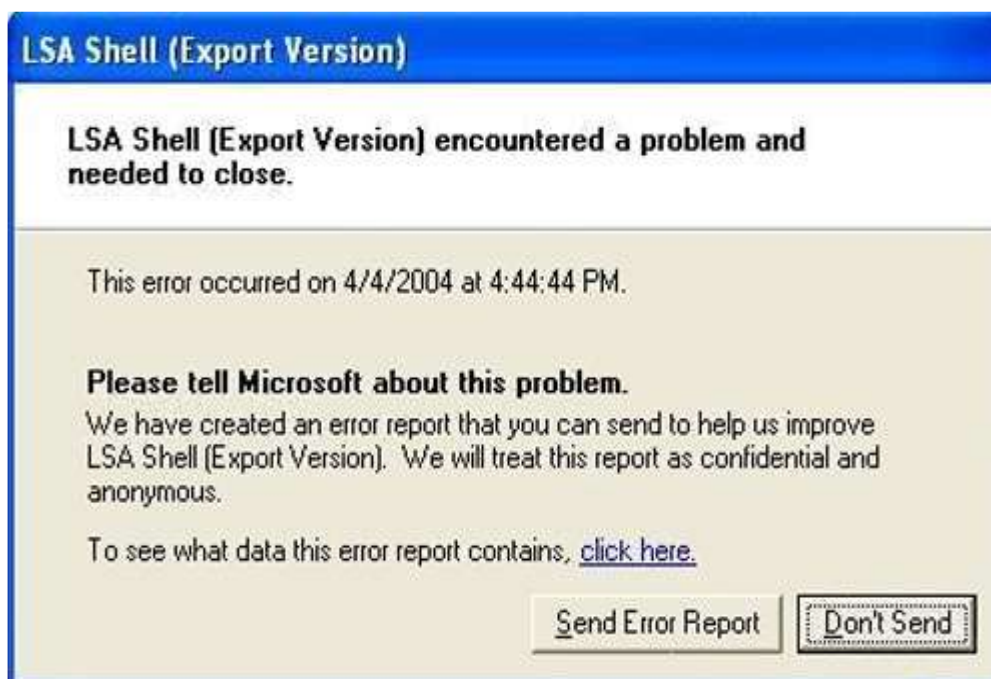 LSA Shell (Export Version)
LSA Shell (Export Version) encountered a problem and
needed to close.
This error occurred on 4/4/2004 at 4:44:44 PM.
Please tell Microsoft about this problem.
We have created an error report that you can send to help us improve
LSA Shell (Export Version). We will treat this report as confidential and
anonymous.
To see what data this error report contains, click here.
Send Error Report Don't Send